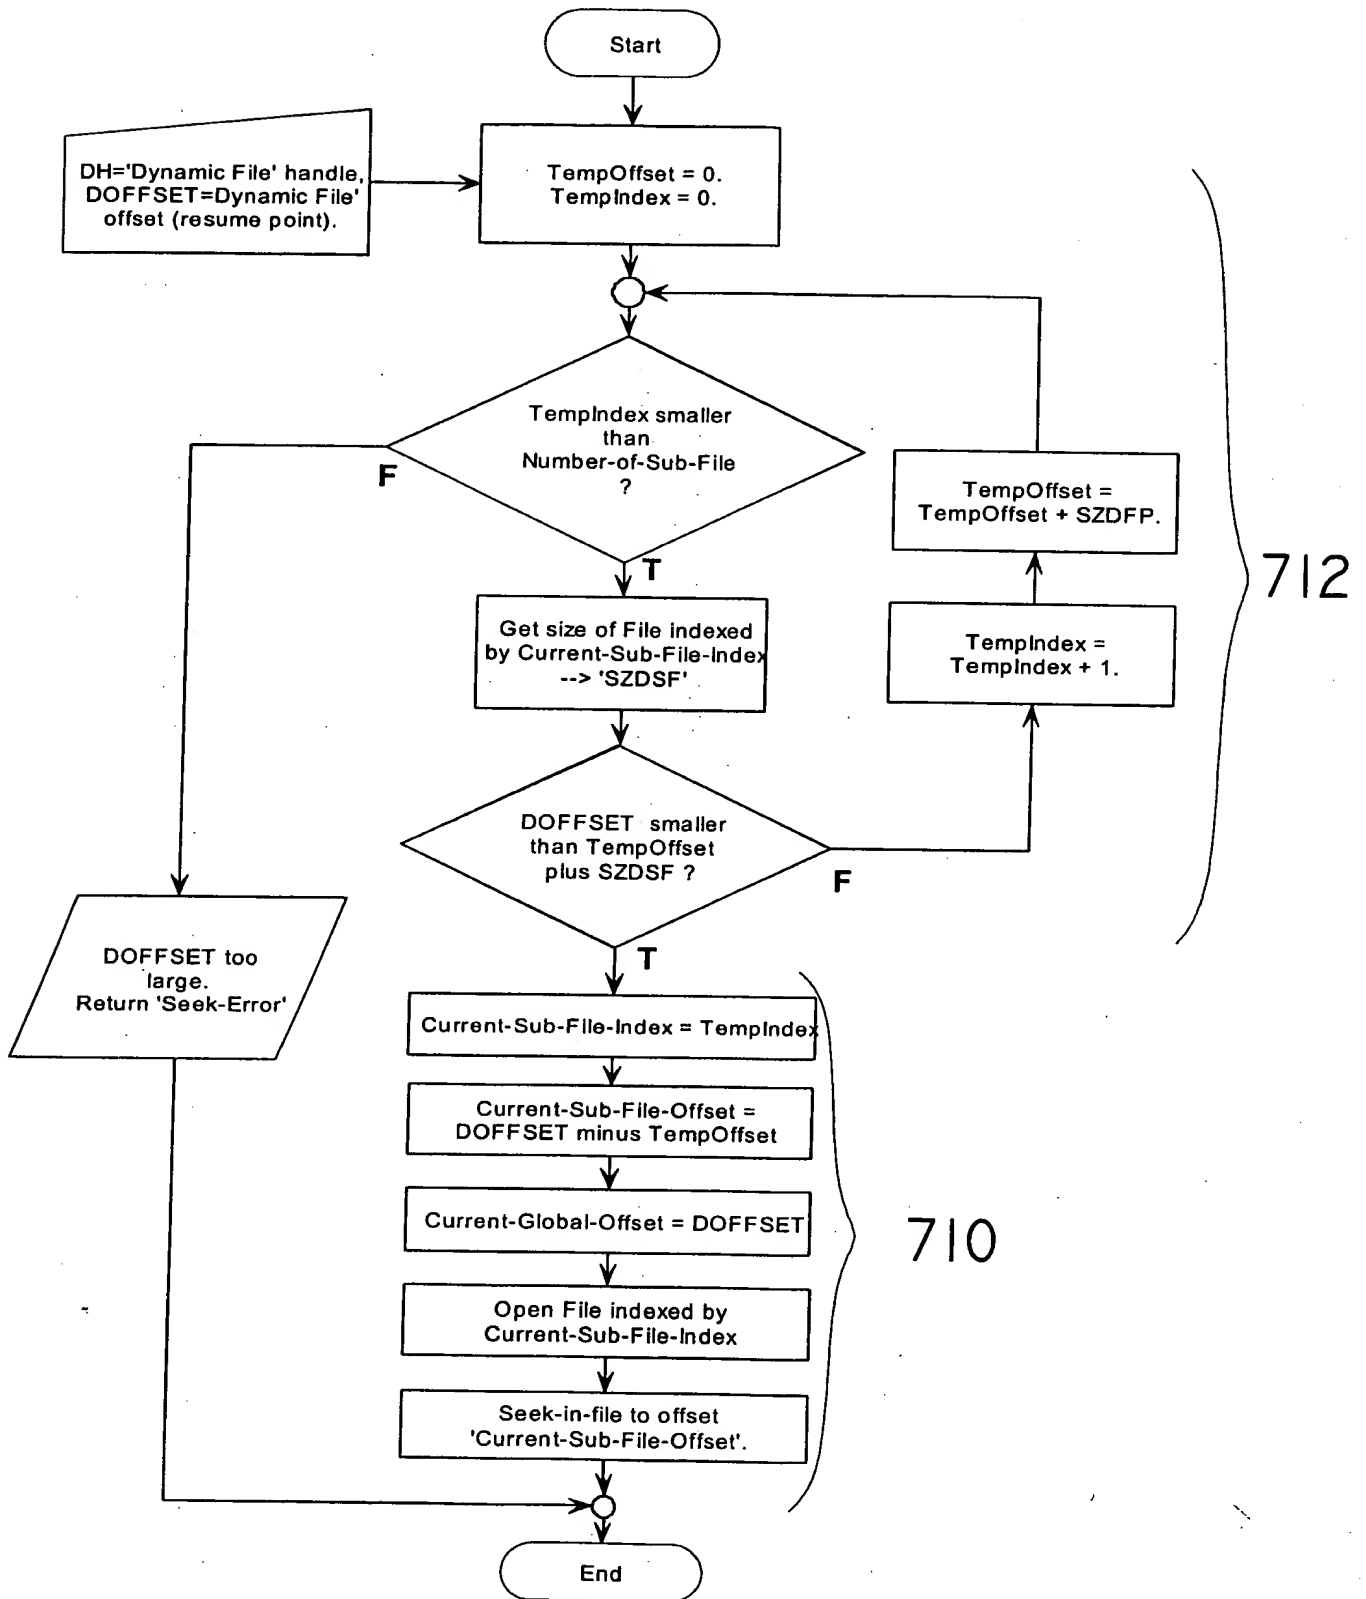 Start
DH='Dynamic File' handle,
DOFFSET=Dynamic File'
offset (resume point).
TempOffset = 0.
TempIndex = 0.
TempIndex smaller
than
Number-of-Sub-File
?
F
T
TempOffset =
TempOffset + SZDFP.
TempIndex =
TempIndex + 1.
712
Get size of File indexed
by Current-Sub-File-Index
--> 'SZDSF'
DOFFSET smaller
than TempOffset
plus SZDSF ?
F
T
DOFFSET too
large.
Return 'Seek-Error'
Current-Sub-File-Index = TempIndex
Current-Sub-File-Offset =
DOFFSET minus TempOffset
Current-Global-Offset = DOFFSET
710
Open File indexed by
Current-Sub-File-Index
Seek-in-file to offset
'Current-Sub-File-Offset'.
End